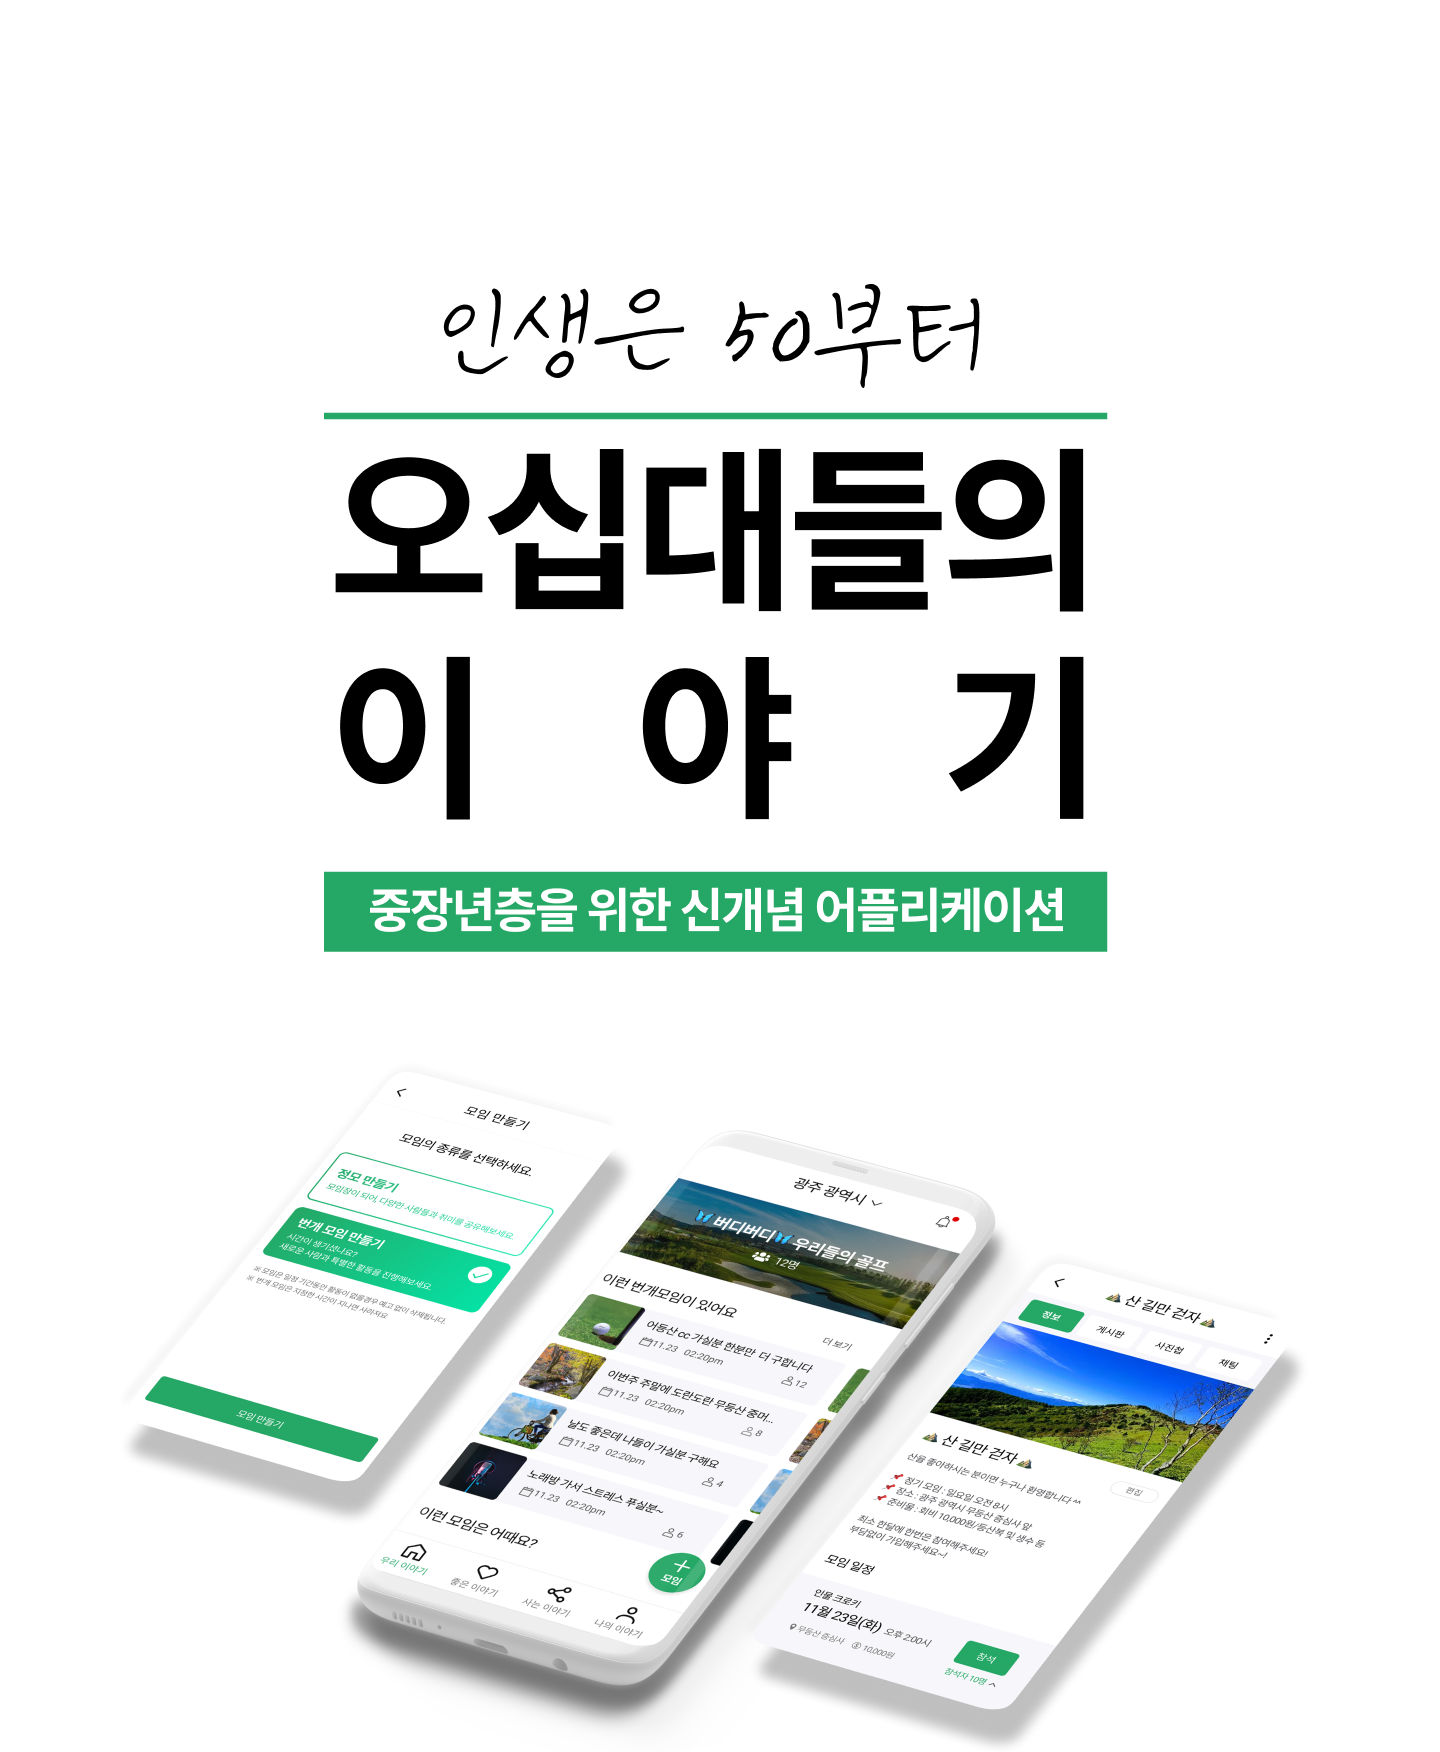 인생은 50부터
오십대들의
이야기
중장년층을 위한 신개념 어플리케이션
모임 만들기
모임의 종류를 선택하세요.
정모 만들기
모임장이 되어, 다양한 사람들과 취미를 공유해보세요.
번개 모임 만들기
시간이 생기셨나요?
새로운 사람과 특별한 활동을 진행해보세요.
※ 모임은 일정 기간동안 활동이 없을경우 예고 없이 삭제됩니다.
※ 번개 모임은 지정한 시간이 지나면 사라져요
모임 만들기
광주 광역시
버디버디 우리들의 골프
12명
이런 번개모임이 있어요
더 보기
어등산 cc 가실분 한분만 더 구합니다
11.23 02:20pm
12
이번주 주말에 도란도란 무등산 중머...
11.23 02:20pm
8
날도 좋은데 나들이 가실분 구해요
11.23 02:20pm
4
노래방 가서 스트레스 푸실분~
11.23 02:20pm
6
이런 모임은 어때요?
모임
우리 이야기
좋은 이야기
사는 이야기
나의 이야기
산 길만 걷자
정보
게시판
사진첩
채팅
산 길만 걷자
편집
산을 좋아하시는 분이면 누구나 환영합니다 ^^
정기 모임 : 일요일 오전 8시
장소 : 광주 광역시 무등산 증심사 앞
준비물 : 회비 10,000원/등산복 및 생수 등
최소 한달에 한번은 참여해주세요!
부담없이 가입해주세요~!
모임 일정
인물 크로키
11월 23일(화) 오후 2:00시
무등산 증심사 10,000원
참석
참석자 10명